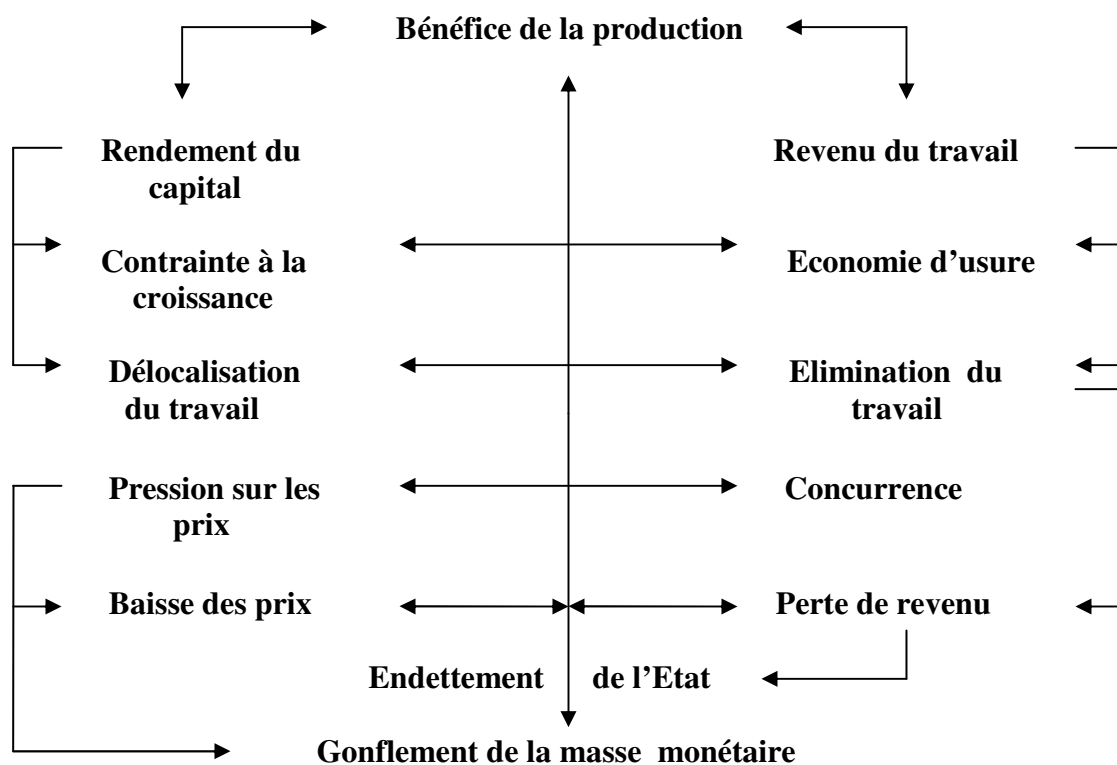 Bénéfice de la production
Rendement du
capital
Revenu du travail
Contrainte à la
croissance
Economie d’usure
Délocalisation
du travail
Elimination du
travail
Pression sur les
prix
Concurrence
Baisse des prix
Perte de revenu
Endettement de l’Etat
Gonflement de la masse monétaire